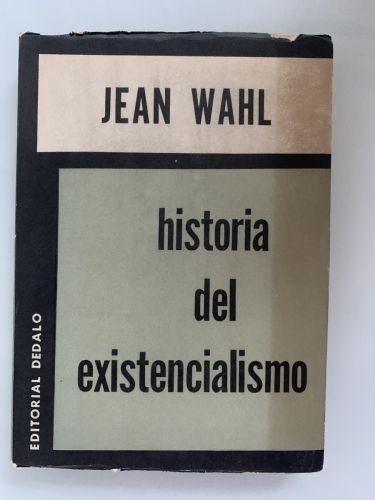 JEAN WAHL
historia
del
existencialismo
EDITORIAL DEDALO